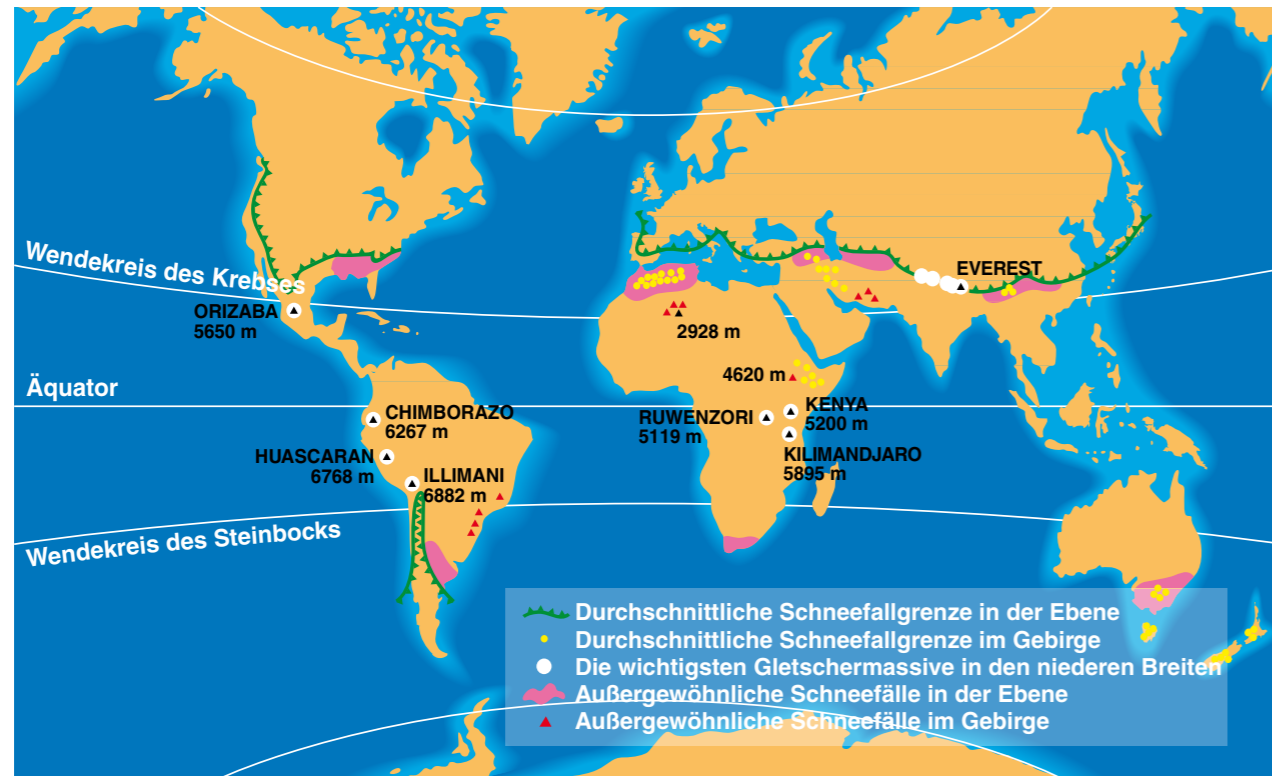 Wendekreis des Krebses
EVEREST
ORIZABA
5650 m
2928 m
4620 m
Äquator
CHIMBORAZO
6267 m
RUWENZORI
5119 m
KENYA
5200 m
HUASCARAN
6768 m
KILIMANDJARO
5895 m
ILLIMANI
6882 m
Wendekreis des Steinbocks
Durchschnittliche Schneefallgrenze in der Ebene
Durchschnittliche Schneefallgrenze im Gebirge
Die wichtigsten Gletschermassive in den niederen Breiten
Außergewöhnliche Schneefälle in der Ebene
Außergewöhnliche Schneefälle im Gebirge